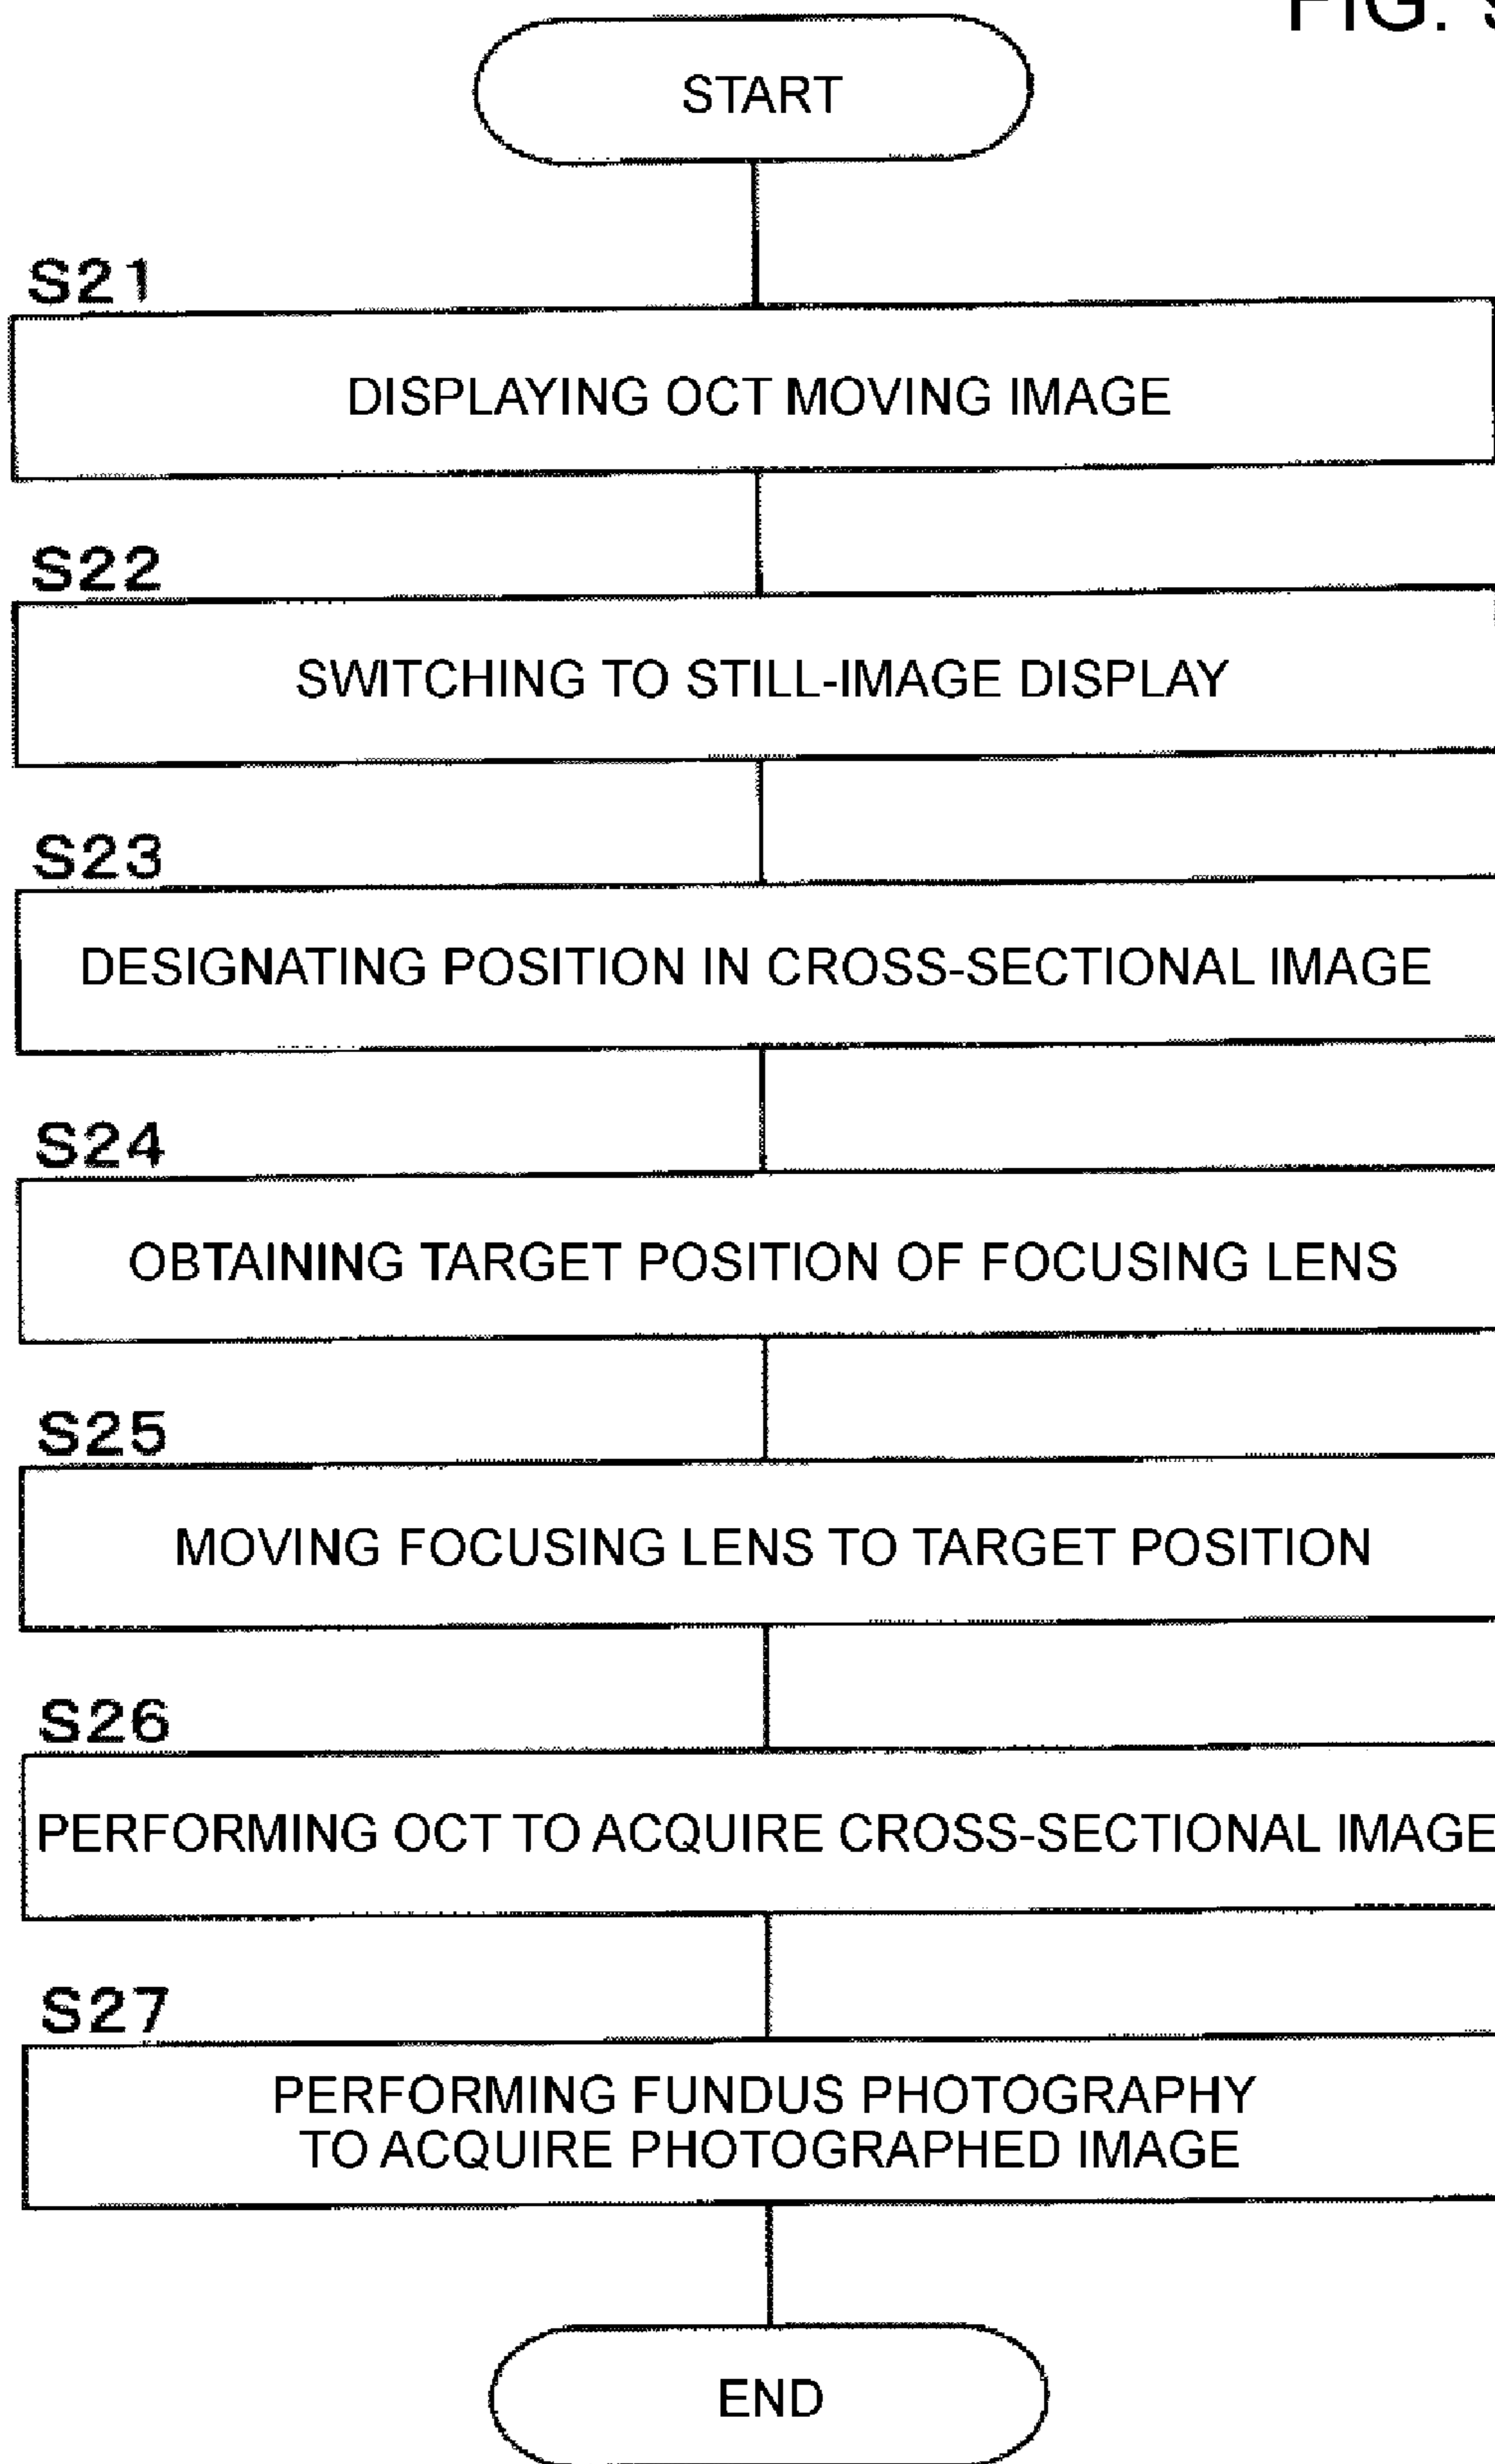 FIG.
START
S21
DISPLAYING OCT MOVING IMAGE
S22
SWITCHING TO STILL-IMAGE DISPLAY
S23
DESIGNATING POSITION IN CROSS-SECTIONAL IMAGE
S24
OBTAINING TARGET POSITION OF FOCUSING LENS
S25
MOVING FOCUSING LENS TO TARGET POSITION
S26
PERFORMING OCT TO ACQUIRE CROSS-SECTIONAL IMAGE
S27
PERFORMING FUNDUS PHOTOGRAPHY
TO ACQUIRE PHOTOGRAPHED IMAGE
END